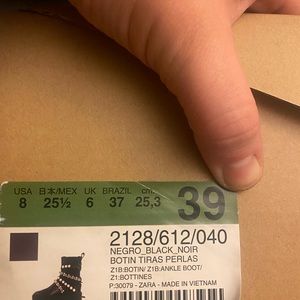 USA 日本/MEX UK BRAZIL cm.
8 25½ 6 37 25,3 39
2128/612/040
NEGRO_BLACK_NOIR
BOTIN TIRAS PERLAS
Z1B:BOTIN/ Z1B:ANKLE BOOT/
Z1:BOTTINES
P:30079 - ZARA - MADE IN VIETNAM